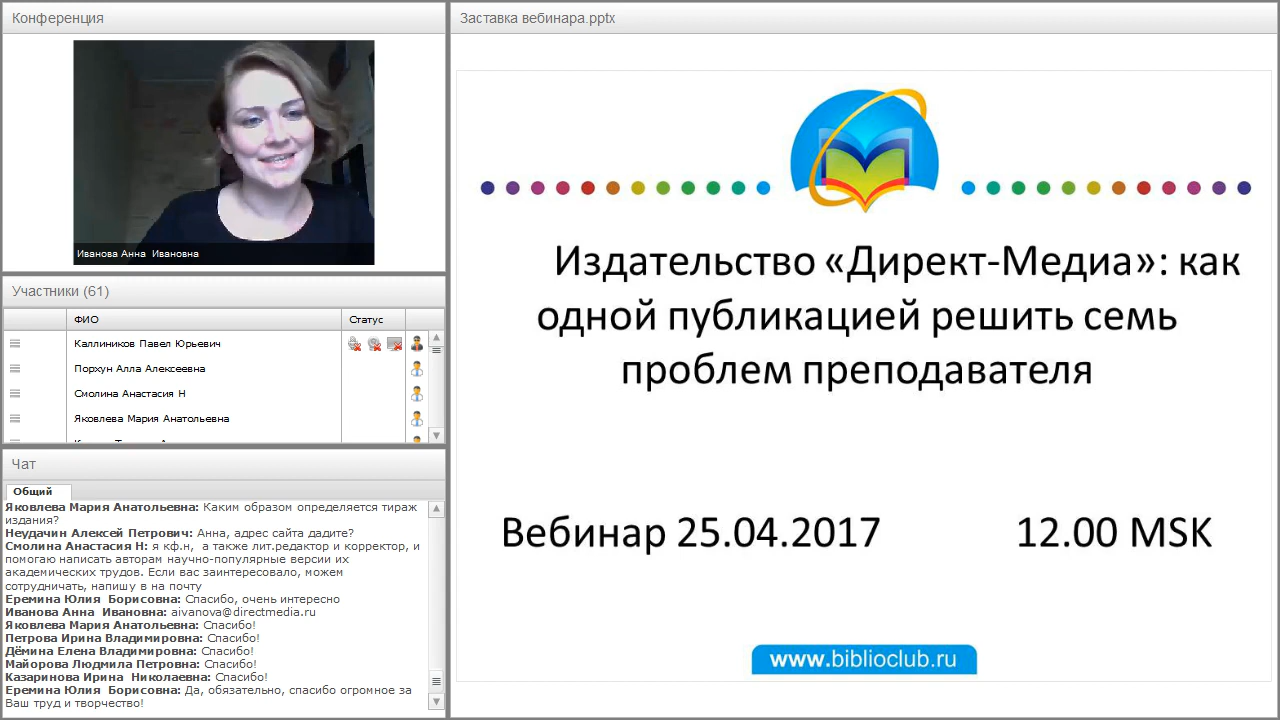 Конференция
Иванова Анна  Ивановна
Участники (61)
ФИО
Статус
Каллиников Павел Юрьевич
Порхун Алла Алексеевна
Смолина Анастасия Н
Яковлева Мария Анатольевна
Чат
Общий
Яковлева Мария Анатольевна: Каким образом определяется тираж
издания?
Неудачин Алексей Петрович: Анна, адрес сайта дадите?
Смолина Анастасия Н: я кф.н,  а также лит.редактор и корректор, и
помогаю написать авторам научно-популярные версии их
академических трудов. Если вас заинтересовало, можем
сотрудничать, напишу в на почту
Еремина Юлия  Борисовна: Спасибо, очень интересно
Иванова Анна  Ивановна: aivanova@directmedia.ru
Яковлева Мария Анатольевна: Спасибо!
Петрова Ирина Владимировна: Спасибо!
Дёмина Елена Владимировна: Спасибо!
Майорова Людмила Петровна: Спасибо!
Казаринова Ирина  Николаевна: Спасибо!
Еремина Юлия  Борисовна: Да, обязательно, спасибо огромное за
Ваш труд и творчество!
Заставка вебинара.pptx
Издательство «Директ-Медиа»: как
одной публикацией решить семь
проблем преподавателя
Вебинар 25.04.2017 12.00 MSK
www.biblioclub.ru